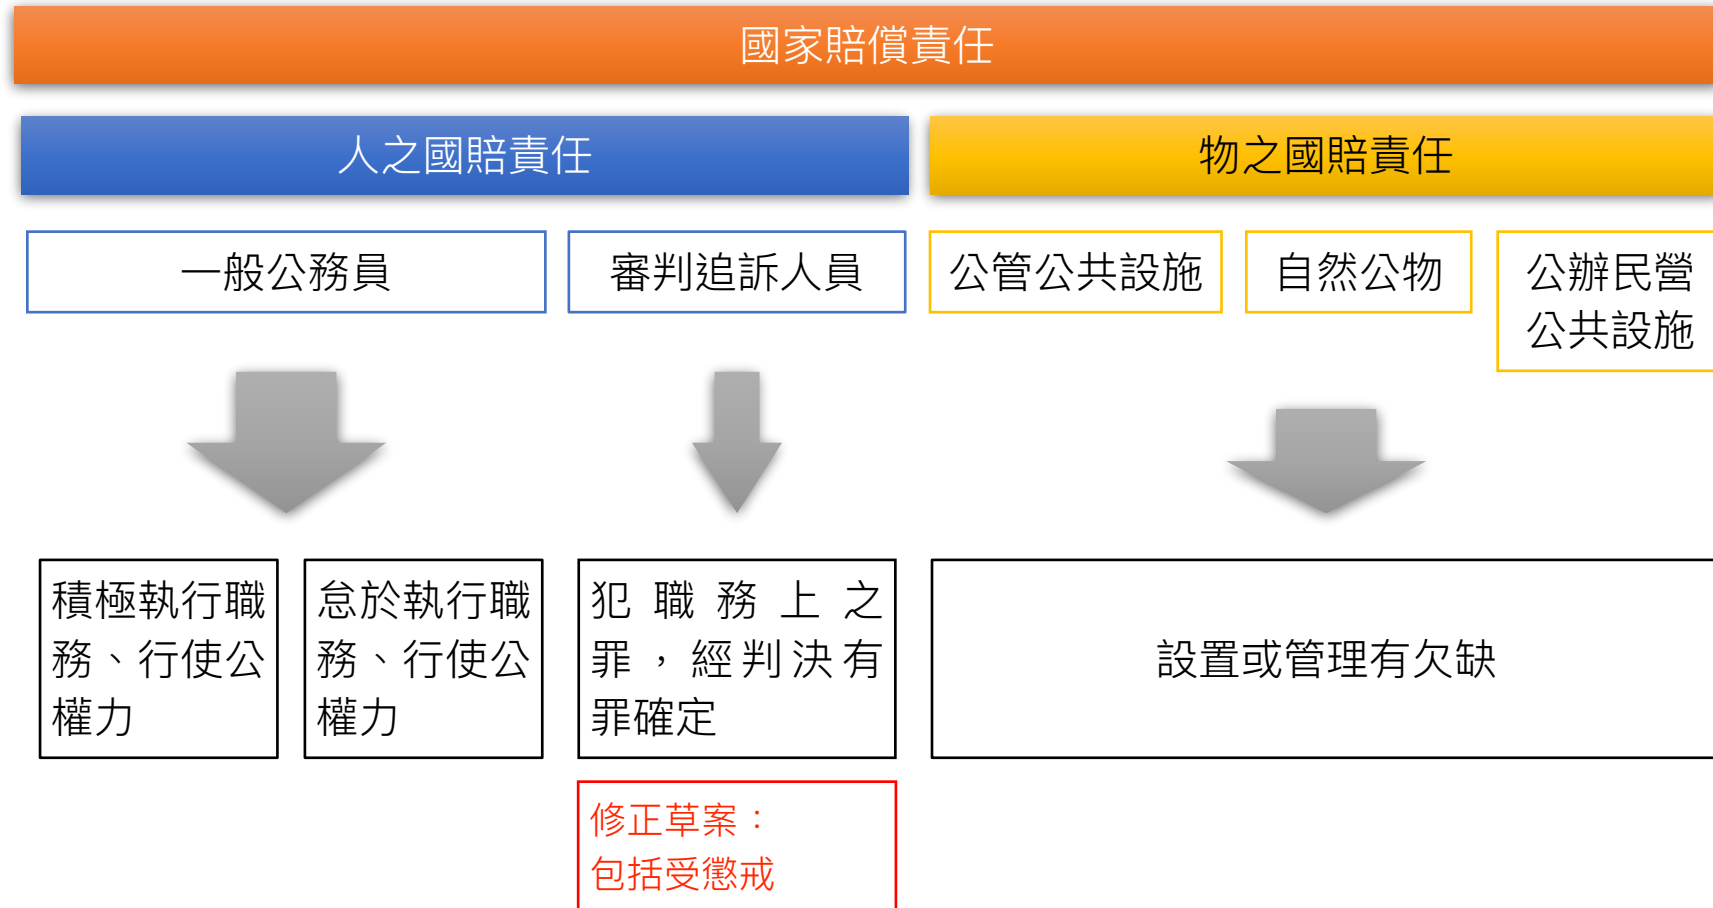 國家賠償責任
人之國賠責任
物之國賠責任
一般公務員
審判追訴人員
公管公共設施
自然公物
公辦民營
公共設施
積極執行職
務、行使公
權力
怠於執行職
務、行使公
權力
犯職務上之
罪，經判決有
罪確定
設置或管理有欠缺
修正草案：
包括受懲戒